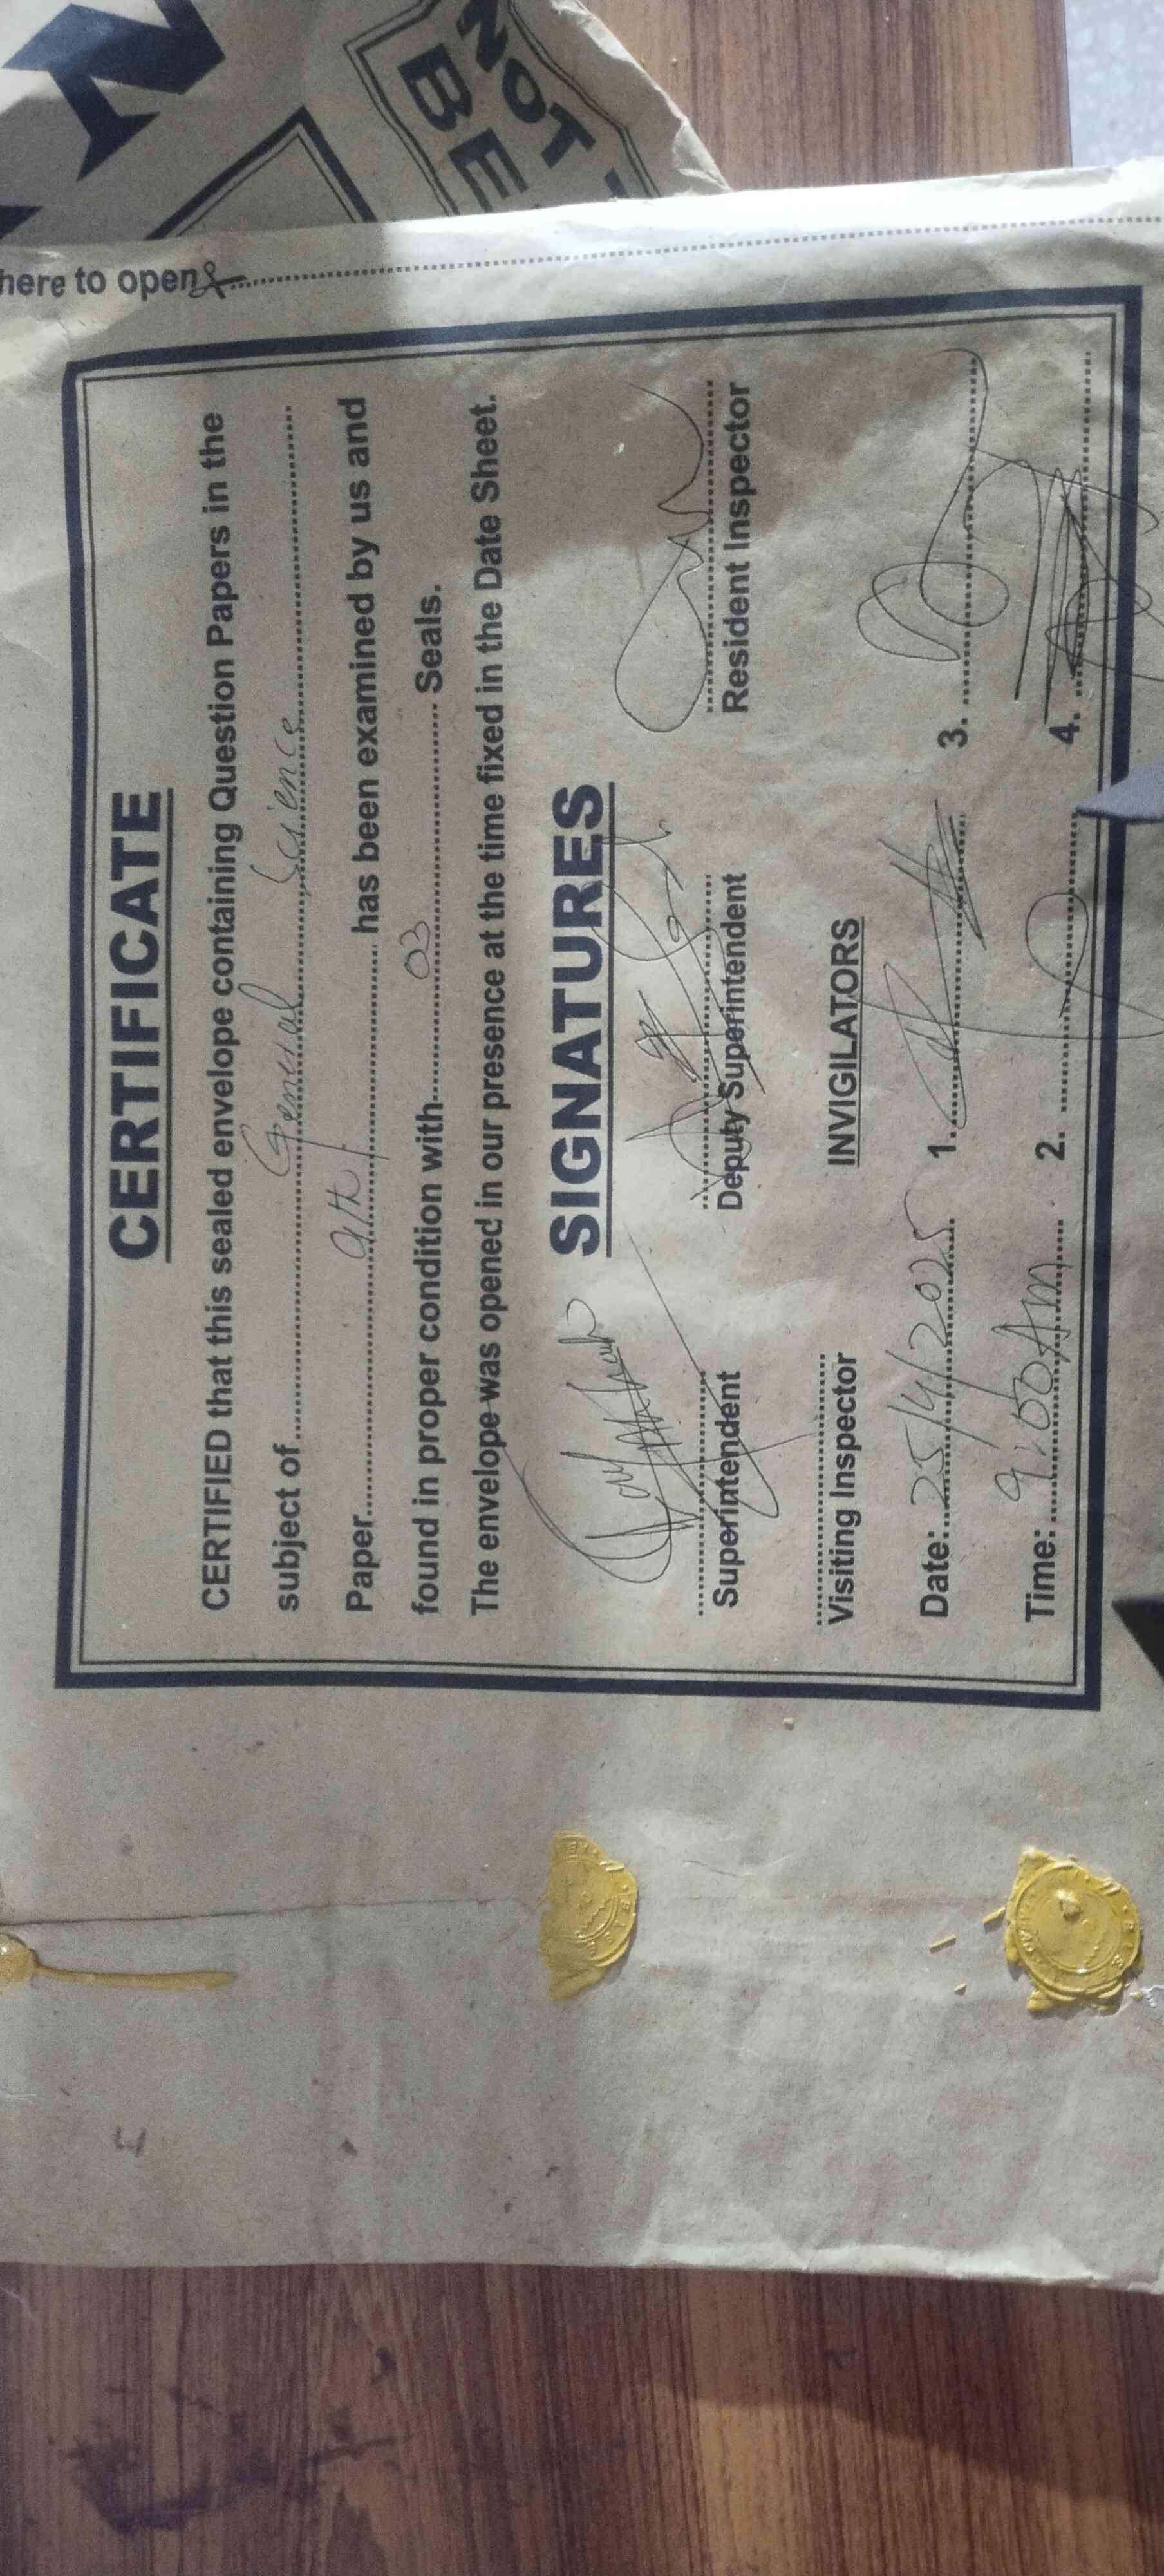 N
NOT
BE
here to open
CERTIFICATE
CERTIFIED that this sealed envelope containing Question Papers in the
subject of General Science
Paper 9th has been examined by us and
found in proper condition with 03 Seals.
The envelope was opened in our presence at the time fixed in the Date Sheet.
SIGNATURES
Superintendent Deputy Superintendent Resident Inspector
Visiting Inspector INVIGILATORS
Date: 25/4/2025 1. 3.
Time: 9:00 Am 2. 4.